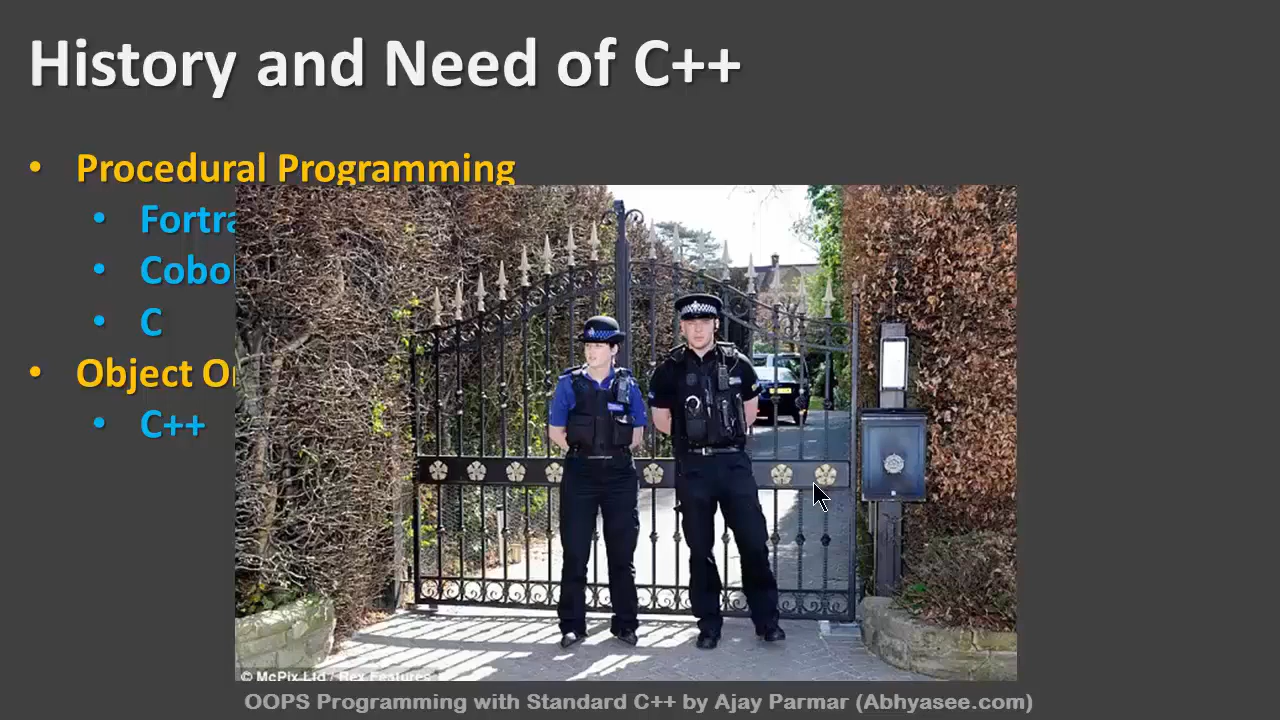 History and Need of C++
• Procedural Programming
• Fortra
• Cobol
• C
• Object Or
• C++
© McPix Ltd / Rex Features
OOPS Programming with Standard C++ by Ajay Parmar (Abhyasee.com)